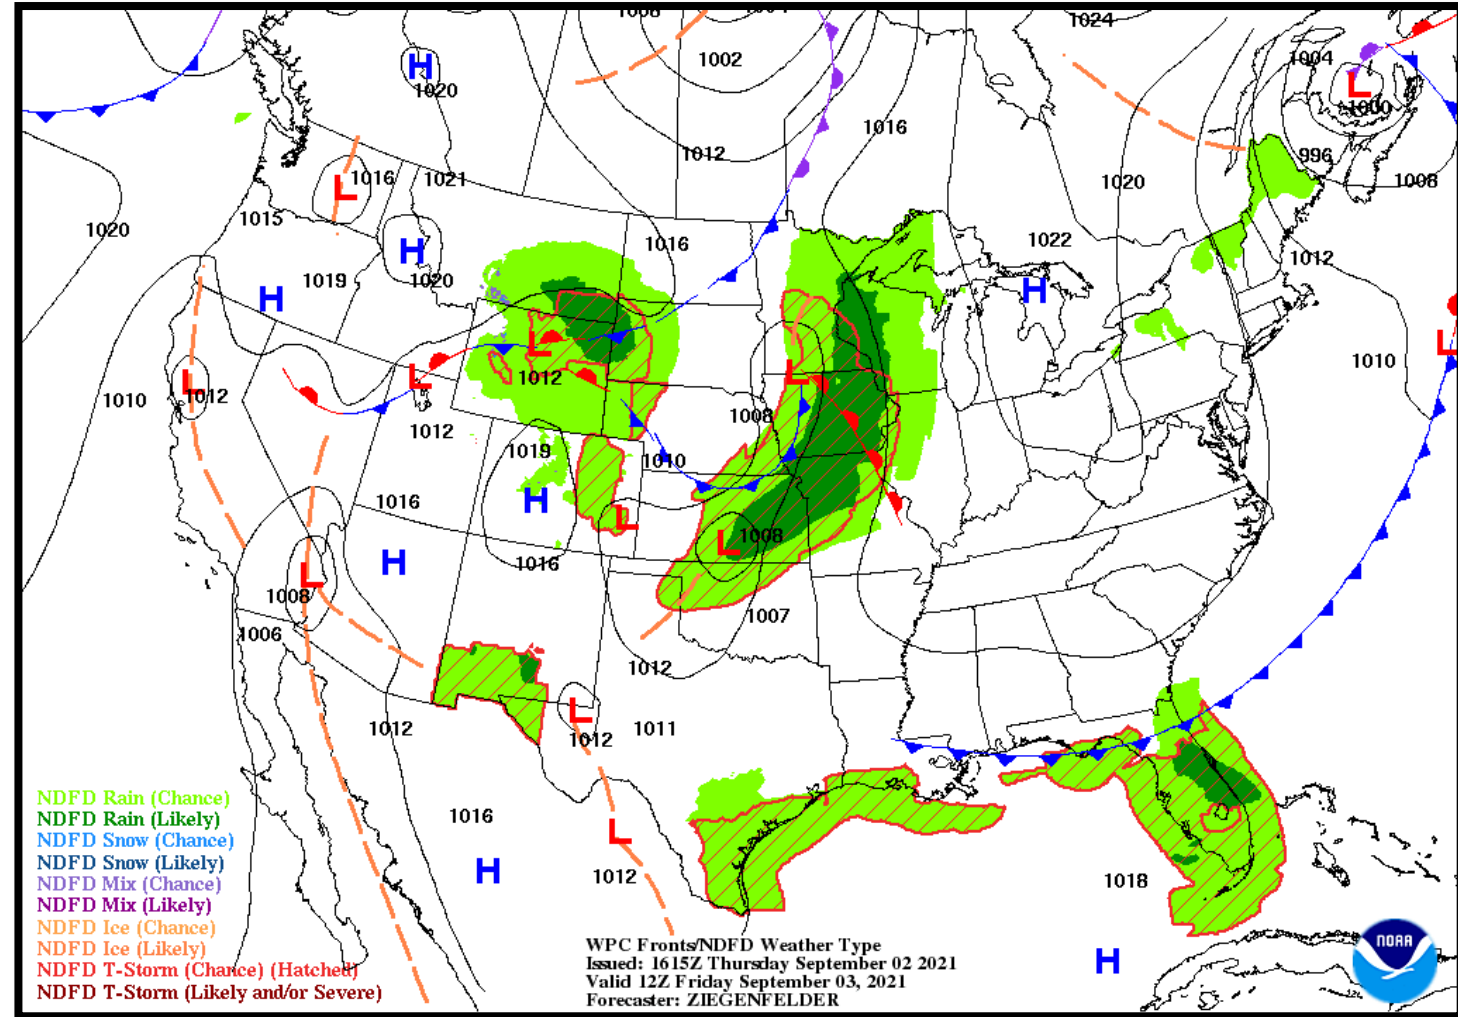 1008
1004
1024
1002
1004
H
1020
L
1000
1016
1012
996
1016
1021
1020
1008
L
1015
1020
1016
1022
H
1012
1019
1020
H
H
L
L
1010
1012
L
L
L
1012
1010
1008
1012
1019
1010
1007
H
1016
L
1008
L
1016
H
L
1008
1007
1006
1012
L
1012
1011
1012
NDFD Rain (Chance)
NDFD Rain (Likely)
NDFD Snow (Chance)
NDFD Snow (Likely)
NDFD Mix (Chance)
NDFD Mix (Likely)
NDFD Ice (Chance)
NDFD Ice (Likely)
NDFD T-Storm (Chance) (Hatched)
NDFD T-Storm (Likely and/or Severe)
1016
L
H
1012
1018
H
WPC Fronts/NDFD Weather Type
Issued: 1615Z Thursday September 02 2021
Valid 12Z Friday September 03, 2021
Forecaster: ZIEGENFELDER
NOAA